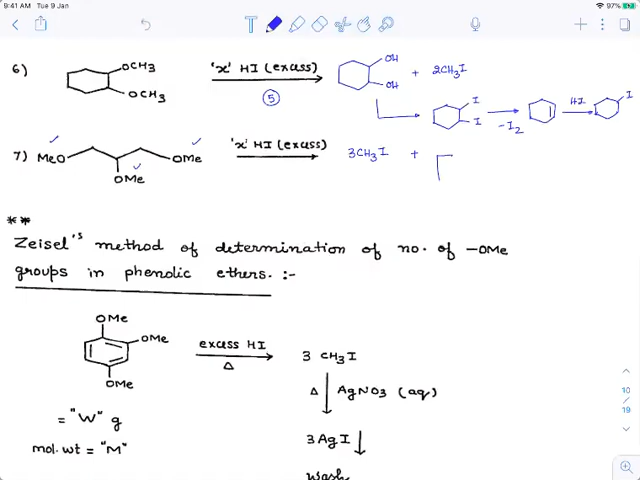 9:41 AM Tue 9 Jan
97%
6)
OCH3
OCH3
'x' HI (excess)
5
OH
OH
+ 2CH3I
I
I
-I2
HI
I
7) MeO
OMe
OMe
'x' HI (excess)
3CH3I +
**
Zeisel's method of determination of no. of -OMe
groups in phenolic ethers. :-
OMe
OMe
OMe
excess HI
Δ
3 CH3I
Δ AgNO3 (aq)
= "W" g
mol. wt = "M"
3 AgI ↓
Wash
10
/
19